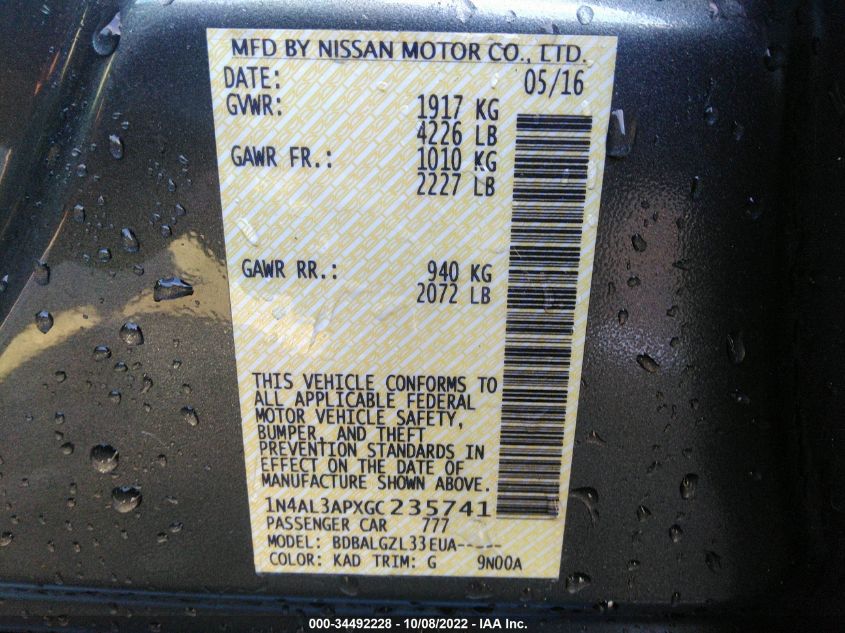 MFD BY NISSAN MOTOR CO., LTD.
DATE: 05/16
GVWR: 1917 KG
4226 LB
GAWR FR.: 1010 KG
2227 LB
GAWR RR.: 940 KG
2072 LB
THIS VEHICLE CONFORMS TO
ALL APPLICABLE FEDERAL
MOTOR VEHICLE SAFETY,
BUMPER, AND THEFT
PREVENTION STANDARDS IN
EFFECT ON THE DATE OF
MANUFACTURE SHOWN ABOVE.
1N4AL3APXGC235741
PASSENGER CAR 777
MODEL: BDBALGZL33EUA-----
COLOR: KAD TRIM: G 9N00A
000-34492228 - 10/08/2022 - IAA Inc.